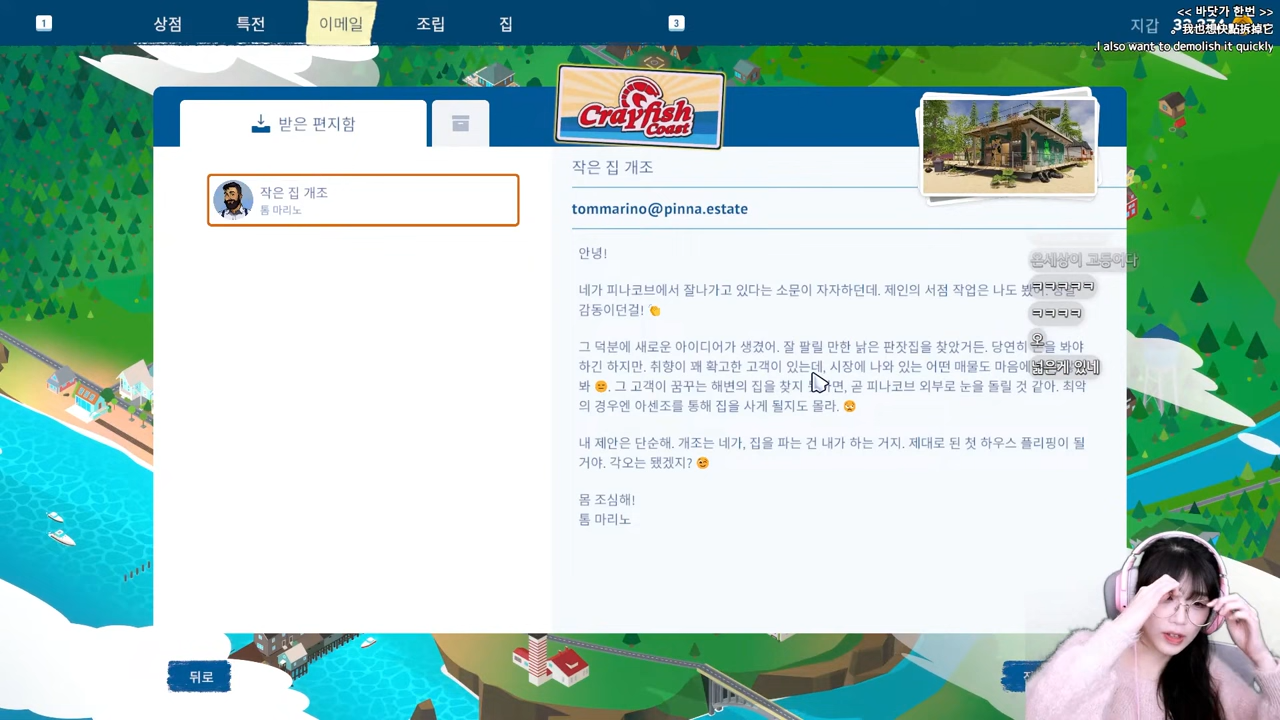 1 상점 특전 이메일 조립 집 3 지갑
<< 바닷가 한번 >>
我也想快點拆掉它
.I also want to demolish it quickly
받은 편지함
Crayfish
Coast
작은 집 개조
톰 마리노
작은 집 개조
tommarino@pinna.estate
안녕!
네가 피나코브에서 잘나가고 있다는 소문이 자자하던데. 제인의 서점 작업은 나도 봤어.
감동이던걸! 👏
그 덕분에 새로운 아이디어가 생겼어. 잘 팔릴 만한 낡은 판잣집을 찾았거든. 당연히 봐야
하긴 하지만. 취향이 꽤 확고한 고객이 있는데, 시장에 나와 있는 어떤 매물도 마음에
봐 😕. 그 고객이 꿈꾸는 해변의 집을 찾지 면, 곧 피나코브 외부로 눈을 돌릴 것 같아. 최악
의 경우엔 아센조를 통해 집을 사게 될지도 몰라. 😨
내 제안은 단순해. 개조는 네가, 집을 파는 건 내가 하는 거지. 제대로 된 첫 하우스 플리핑이 될
거야. 각오는 됐겠지? 😉
몸 조심해!
톰 마리노
온세상이 고통이다
ㅋㅋㅋㅋㅋ
ㅋㅋㅋㅋ
오
넓은게 있네
뒤로